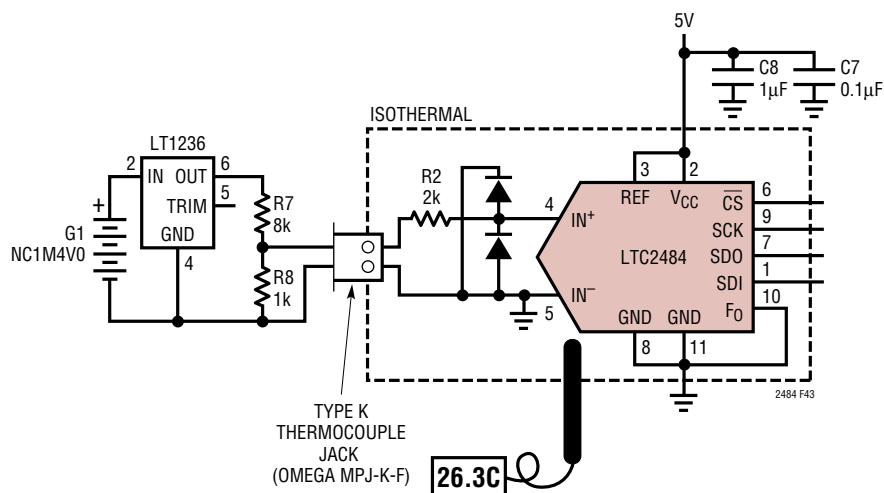 5V
C8
1µF
C7
0.1µF
ISOTHERMAL
LT1236
2
IN
OUT
6
TRIM
5
GND
4
+
G1
NC1M4V0
R7
8k
R8
1k
R2
2k
4
IN+
5
IN−
3
REF
2
VCC
CS
6
SCK
9
LTC2484
SDO
7
SDI
1
FO
10
GND
8
GND
11
2484 F43
TYPE K
THERMOCOUPLE
JACK
(OMEGA MPJ-K-F)
26.3C